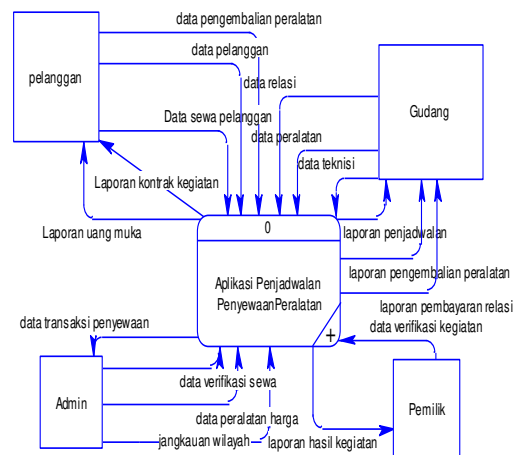 data pengembalian peralatan
data pelanggan
data relasi
pelanggan
Gudang
Data sewa pelanggan
data peralatan
data teknisi
Laporan kontrak kegiatan
Laporan uang muka
0
laporan penjadwalan
Aplikasi Penjadwalan
PenyewaanPeralatan
laporan pengembalian peralatan
laporan pembayaran relasi
data transaksi penyewaan
data verifikasi kegiatan
+
data verifikasi sewa
Admin
Pemilik
data peralatan harga
jangkauan wilayah
laporan hasil kegiatan